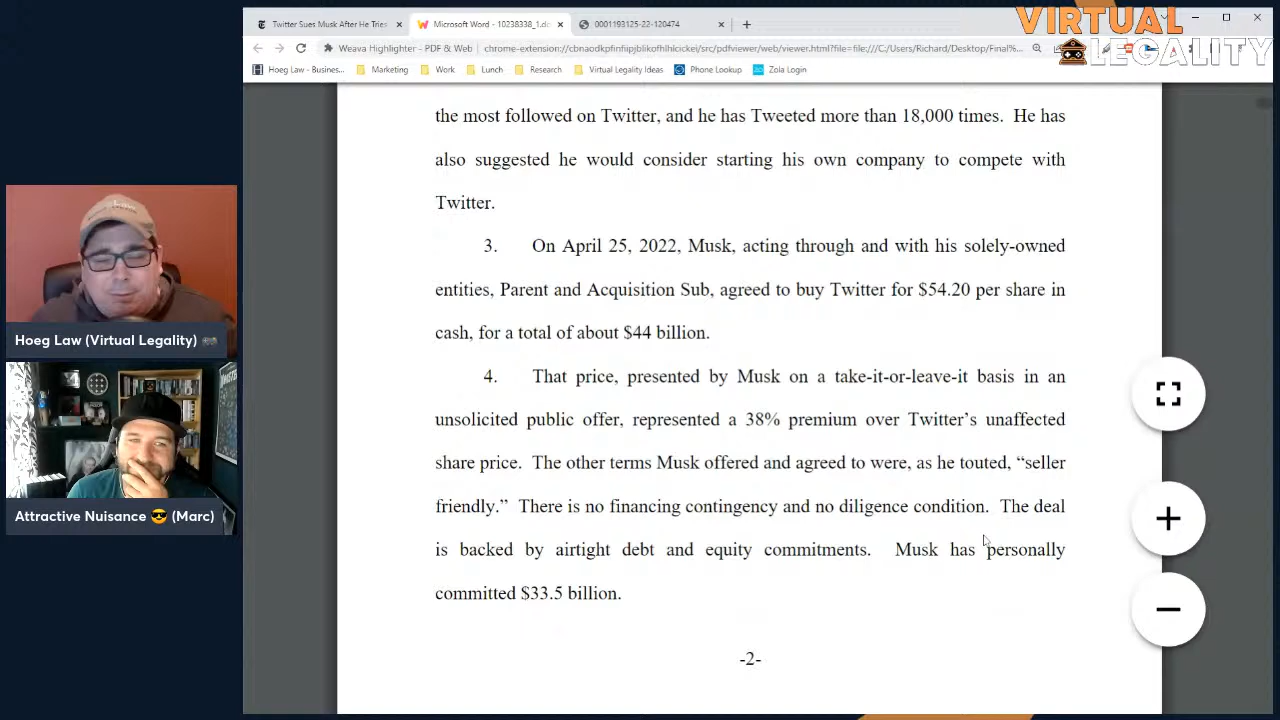 Twitter Sues Musk After He Tries
Microsoft Word - 10238338_1.do
0001193125-22-120474
VIRTUAL
LEGALITY
Weava Highlighter - PDF & Web
Hoeg Law - Busines...
Marketing
Work
Lunch
Research
Virtual Legality Ideas
Phone Lookup
Zola Login
the most followed on Twitter, and he has Tweeted more than 18,000 times. He has
also suggested he would consider starting his own company to compete with
Twitter.
3. On April 25, 2022, Musk, acting through and with his solely-owned
entities, Parent and Acquisition Sub, agreed to buy Twitter for $54.20 per share in
cash, for a total of about $44 billion.
4. That price, presented by Musk on a take-it-or-leave-it basis in an
unsolicited public offer, represented a 38% premium over Twitter’s unaffected
share price. The other terms Musk offered and agreed to were, as he touted, “seller
friendly.” There is no financing contingency and no diligence condition. The deal
is backed by airtight debt and equity commitments. Musk has personally
committed $33.5 billion.
-2-
Hoeg Law (Virtual Legality)
Attractive Nuisance 😎 (Marc)